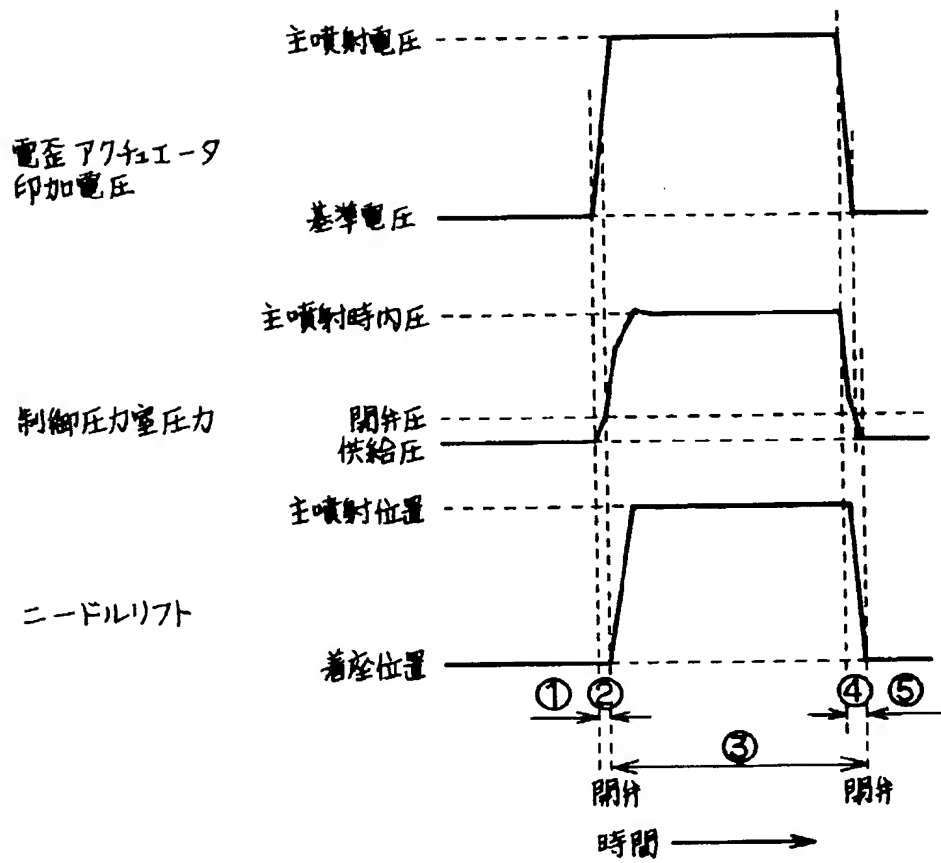 主噴射電圧
電歪アクチュエータ
印加電圧
基準電圧
主噴射時内圧
制御圧力室圧力
開弁圧
供給圧
主噴射位置
ニードルリフト
着座位置
① ② ④ ⑤
③
開弁 閉弁
時間